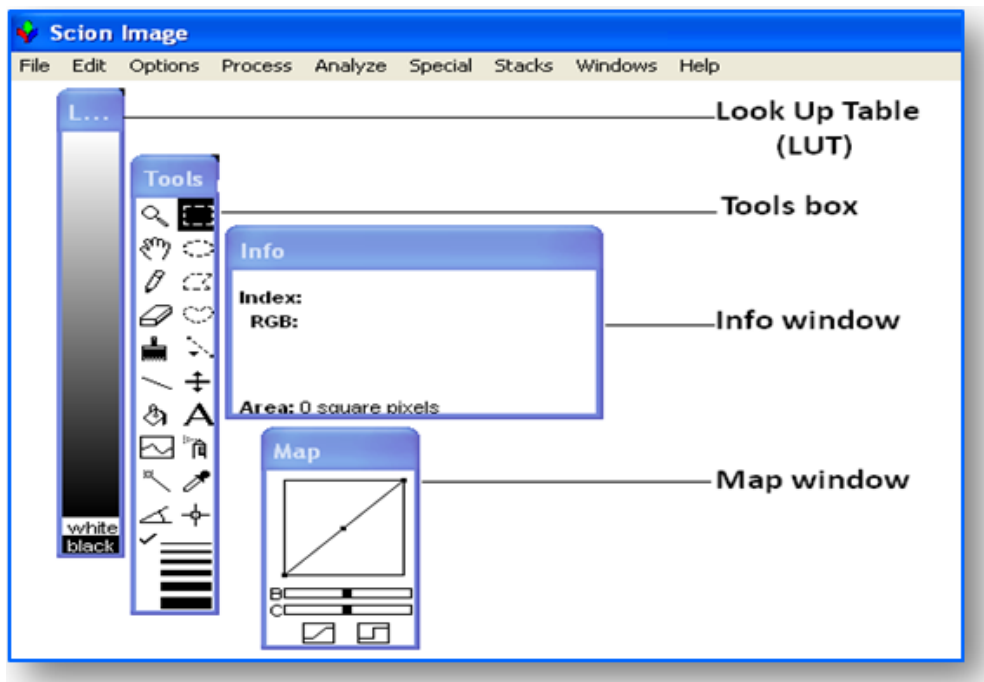 Scion Image
File Edit Options Process Analyze Special Stacks Windows Help
L...
Look Up Table
(LUT)
Tools
Tools box
Info
Index:
RGB:
Info window
Area: 0 square pixels
A
Map
Map window
white
black
B
C